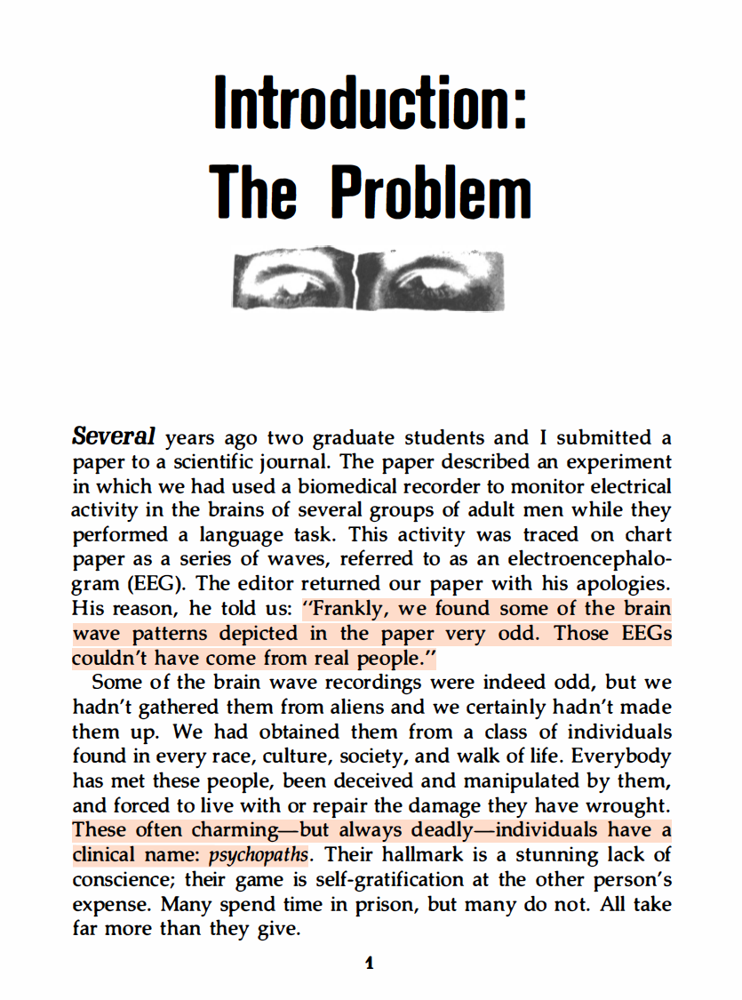 Introduction:
The Problem
Several years ago two graduate students and I submitted a
paper to a scientific journal. The paper described an experiment
in which we had used a biomedical recorder to monitor electrical
activity in the brains of several groups of adult men while they
performed a language task. This activity was traced on chart
paper as a series of waves, referred to as an electroencephalo-
gram (EEG). The editor returned our paper with his apologies.
His reason, he told us: ‘‘Frankly, we found some of the brain
wave patterns depicted in the paper very odd. Those EEGs
couldn’t have come from real people.’’
Some of the brain wave recordings were indeed odd, but we
hadn’t gathered them from aliens and we certainly hadn’t made
them up. We had obtained them from a class of individuals
found in every race, culture, society, and walk of life. Everybody
has met these people, been deceived and manipulated by them,
and forced to live with or repair the damage they have wrought.
These often charming—but always deadly—individuals have a
clinical name: psychopaths. Their hallmark is a stunning lack of
conscience; their game is self-gratification at the other person’s
expense. Many spend time in prison, but many do not. All take
far more than they give.
1